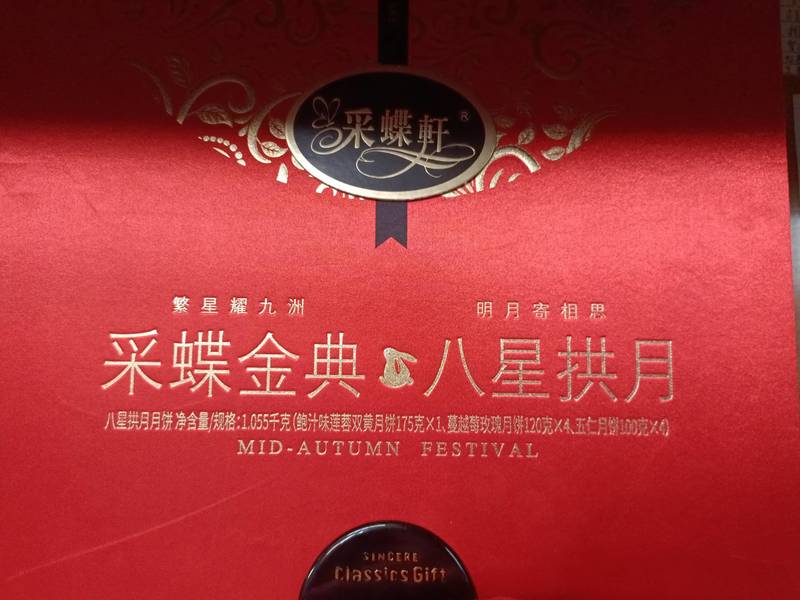 采蝶軒®
繁星耀九洲 明月寄相思
采蝶金典 八星拱月
八星拱月月饼 净含量/规格：1.055千克(鲍汁味莲蓉双黄月饼175克×1、蔓越莓玫瑰月饼120克×4、五仁月饼100克×4)
MID-AUTUMN FESTIVAL
SINCERE
Classics Gift